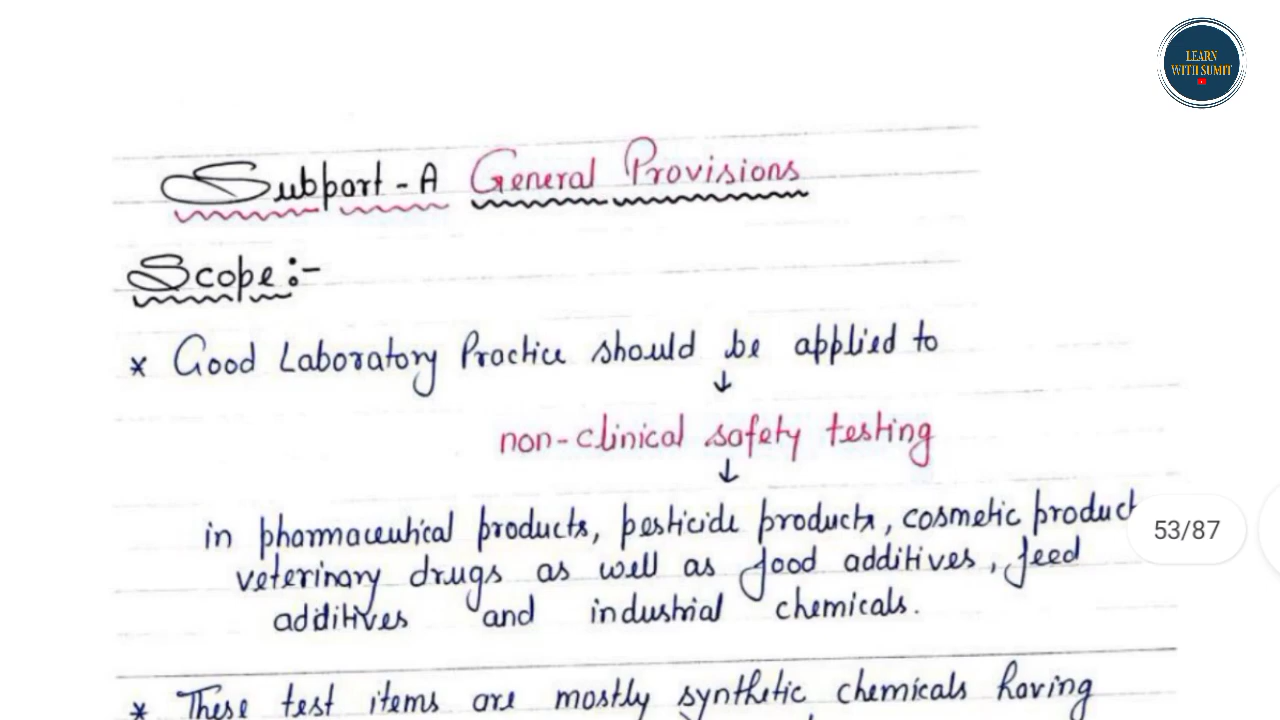 LEARN
WITH SUMIT
Subpart - A General Provisions
Scope :-
* Good Laboratory Practice should be applied to
↓
non-clinical safety testing
↓
in pharmaceutical products, pesticide products, cosmetic product
53/87
veterinary drugs as well as food additives, feed
additives and industrial chemicals.
* These test items are mostly synthetic chemicals having